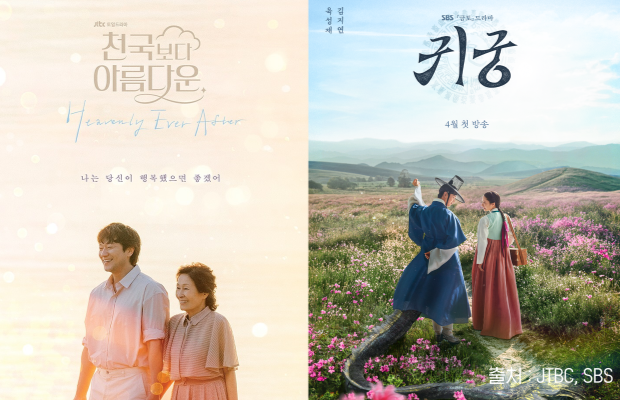 jtbc 토일드라마
천국보다
아름다운.
Heavenly Ever After
나는 당신이 행복했으면 좋겠어
육성재
김지연
SBS 「금토」드라마
귀궁
4월 첫 방송
출처 : JTBC, SBS